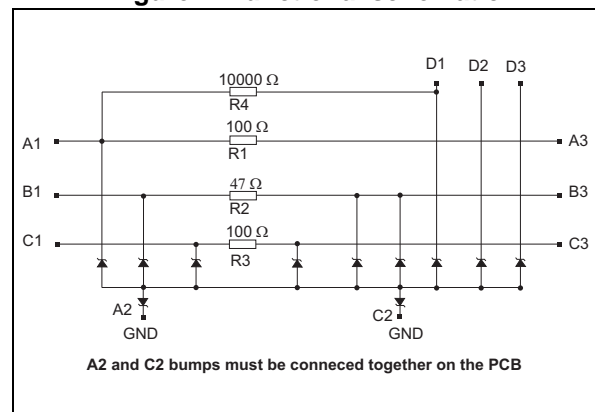 D1 D2 D3
10000 Ω
R4
100 Ω
A1 A3
R1
47 Ω
B1 B3
R2
100 Ω
C1 C3
R3
A2 C2
GND GND
A2 and C2 bumps must be conneced together on the PCB